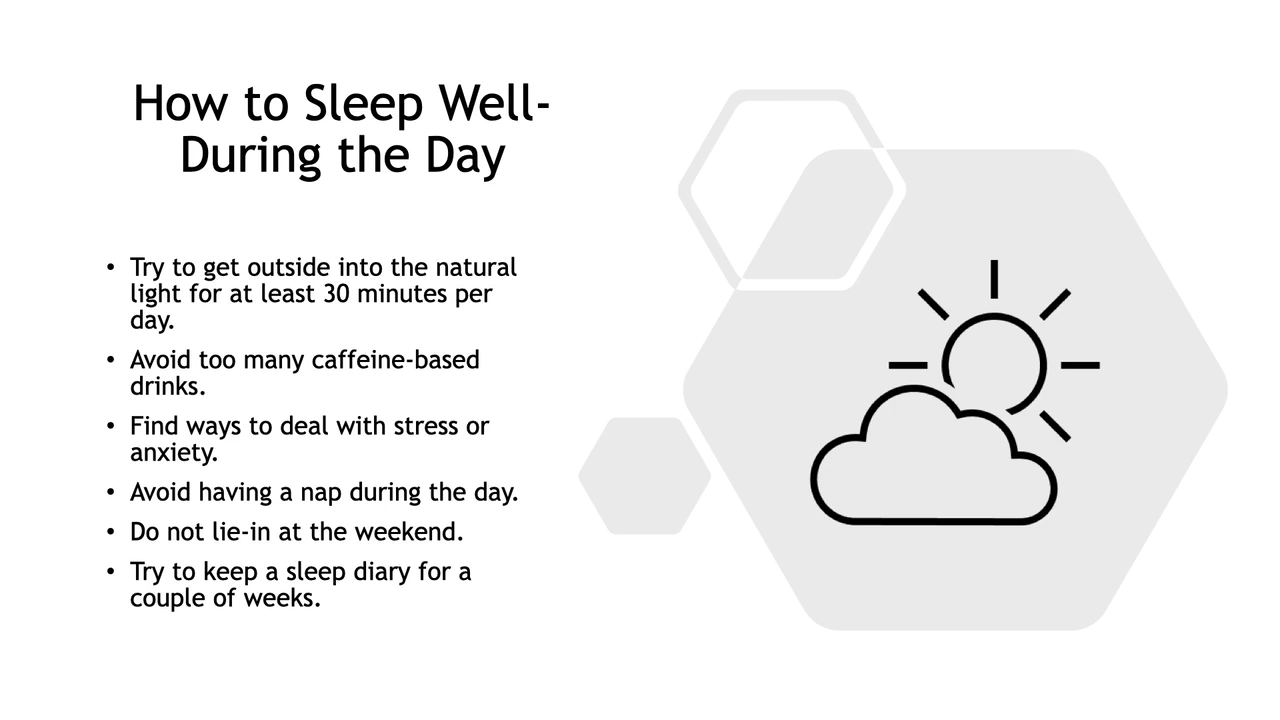 How to Sleep Well-
During the Day
• Try to get outside into the natural
light for at least 30 minutes per
day.
• Avoid too many caffeine-based
drinks.
• Find ways to deal with stress or
anxiety.
• Avoid having a nap during the day.
• Do not lie-in at the weekend.
• Try to keep a sleep diary for a
couple of weeks.